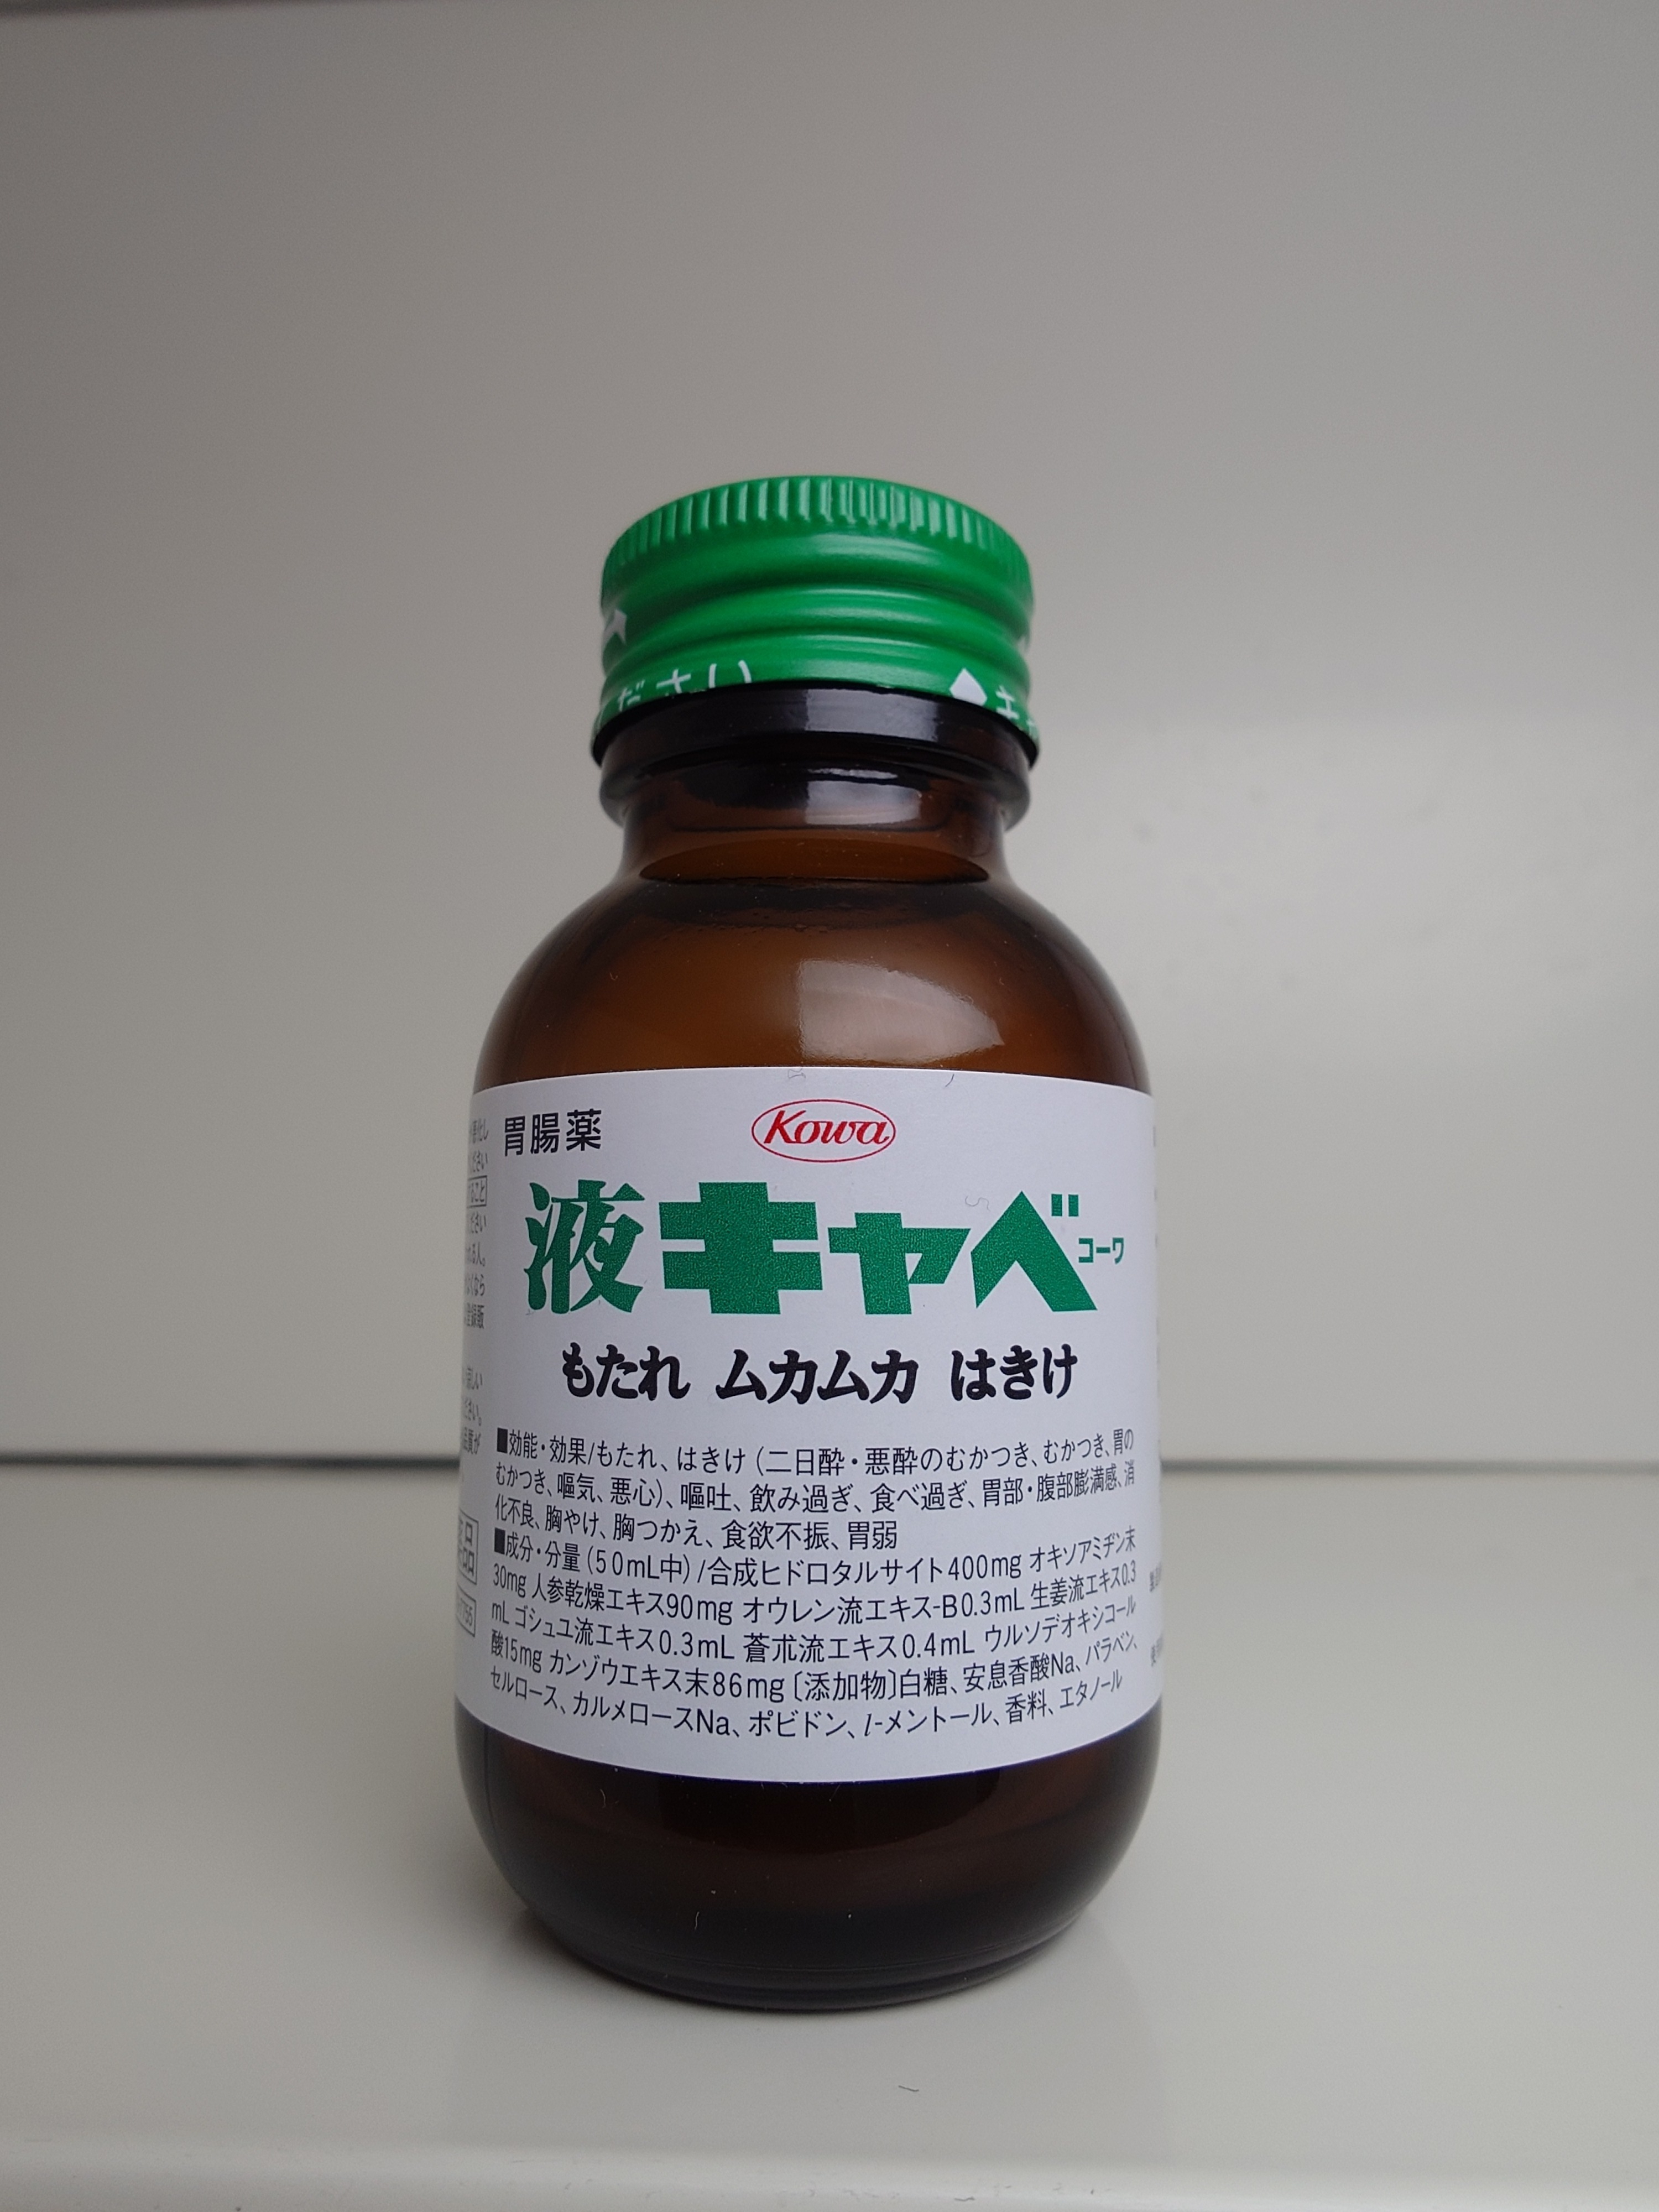 ださい
胃腸薬
Kowa
液キャベコーワ
もたれ ムカムカ はきけ
■効能・効果/もたれ、はきけ（二日酔・悪酔のむかつき、むかつき、胃の
むかつき、嘔気、悪心）、嘔吐、飲み過ぎ、食べ過ぎ、胃部・腹部膨満感、消
化不良、胸やけ、胸つかえ、食欲不振、胃弱
■成分・分量（50mL中）/合成ヒドロタルサイト400mg オキソアミヂン末
30mg 人参乾燥エキス90mg オウレン流エキス-B0.3mL 生姜流エキス0.3
mL ゴシュユ流エキス0.3mL 蒼朮流エキス0.4mL ウルソデオキシコール
酸15mg カンゾウエキス末86mg〔添加物〕白糖、安息香酸Na、パラベン、
セルロース、カルメロースNa、ポビドン、l-メントール、香料、エタノール